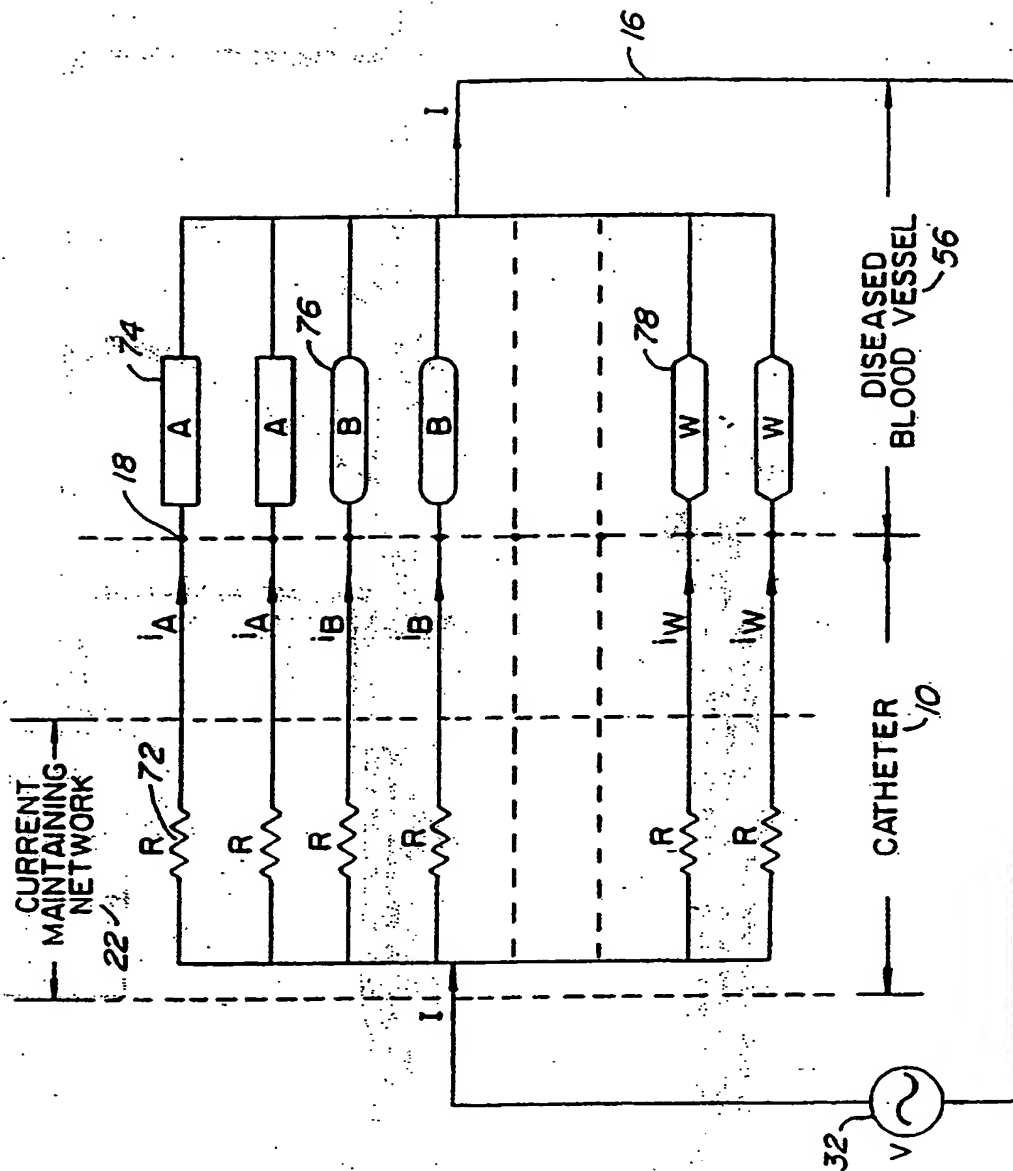 CURRENT
MAINTAINING
NETWORK
22
R
72
R
R
R
R
R
iA
iA
iB
iB
iW
iW
18
A
74
A
B
76
B
W
78
W
I
I
16
32
V
CATHETER
10
DISEASED
BLOOD VESSEL
56